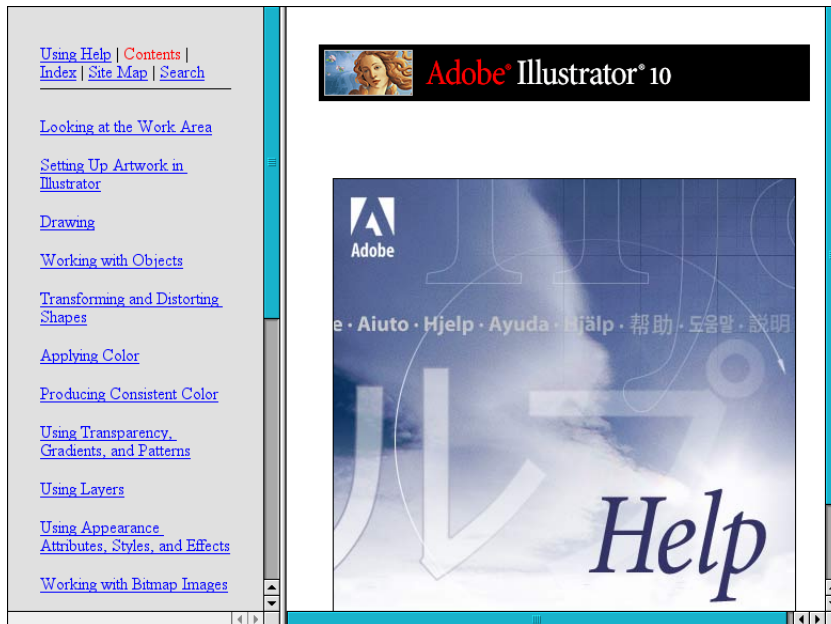 Using Help | Contents |
Index | Site Map | Search
Looking at the Work Area
Setting Up Artwork in
Illustrator
Drawing
Working with Objects
Transforming and Distorting
Shapes
Applying Color
Producing Consistent Color
Using Transparency,
Gradients, and Patterns
Using Layers
Using Appearance
Attributes, Styles, and Effects
Working with Bitmap Images
Adobe® Illustrator® 10
Adobe
e · Aiuto · Hjelp · Ayuda · Hjälp · 帮助 · 도움말 · 説明
ルプ
Help